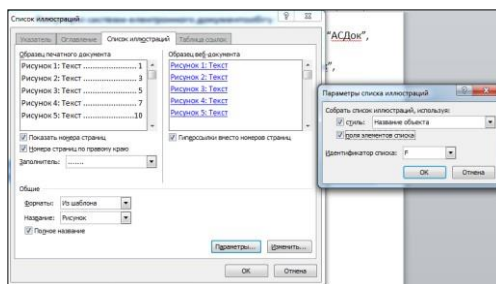 Список иллюстраций
Указатель Оглавление Список иллюстраций Таблица ссылок
Образец печатного документа
Рисунок 1: Текст 1
Рисунок 2: Текст 3
Рисунок 3: Текст 5
Рисунок 4: Текст 7
Рисунок 5: Текст 10
Образец веб-документа
Рисунок 1: Текст
Рисунок 2: Текст
Рисунок 3: Текст
Рисунок 4: Текст
Рисунок 5: Текст
Показать номера страниц
Номера страниц по правому краю
Гиперссылки вместо номеров страниц
Заполнитель: .......
Общие
Форматы: Из шаблона
Название: Рисунок
Полное название
Параметры... Изменить...
ОК Отмена
"АСДок",
Параметры списка иллюстраций
Собрать список иллюстраций, используя:
стиль: Название объекта
поля элементов списка
Идентификатор списка: F
ОК Отмена